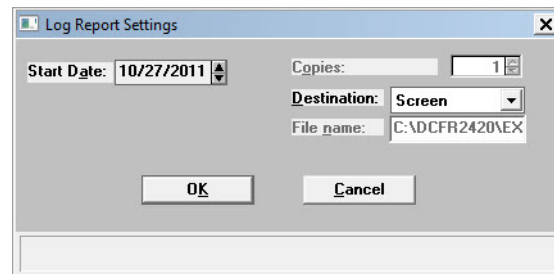 Log Report Settings
Start Date: 10/27/2011
Copies: 1
Destination: Screen
File name: C:\DCFR2420\EX
OK Cancel